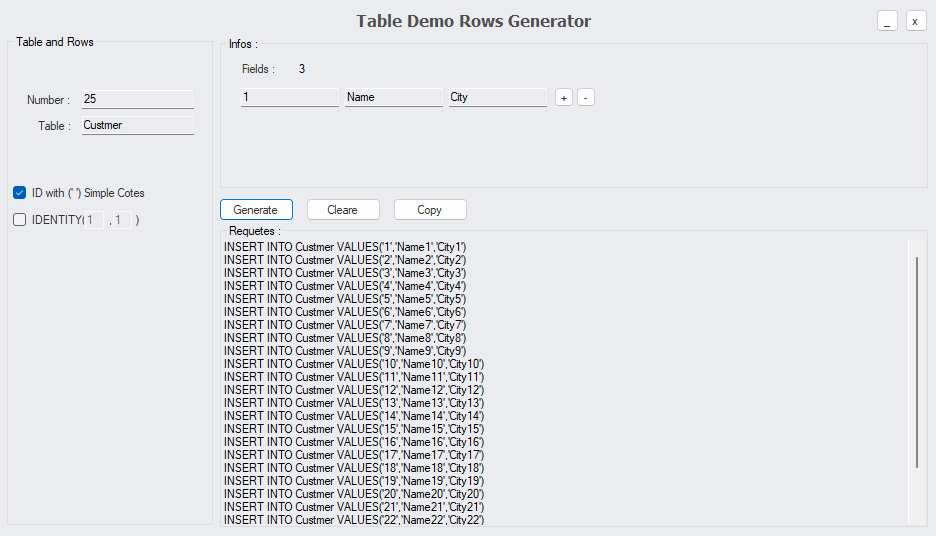 Table Demo Rows Generator
_
x
Table and Rows
Number :
25
Table :
Custmer
ID with (' ') Simple Cotes
IDENTITY( 1 , 1 )
Infos :
Fields : 3
1
Name
City
+
-
Generate
Cleare
Copy
Requetes :
INSERT INTO Custmer VALUES('1','Name1','City1')
INSERT INTO Custmer VALUES('2','Name2','City2')
INSERT INTO Custmer VALUES('3','Name3','City3')
INSERT INTO Custmer VALUES('4','Name4','City4')
INSERT INTO Custmer VALUES('5','Name5','City5')
INSERT INTO Custmer VALUES('6','Name6','City6')
INSERT INTO Custmer VALUES('7','Name7','City7')
INSERT INTO Custmer VALUES('8','Name8','City8')
INSERT INTO Custmer VALUES('9','Name9','City9')
INSERT INTO Custmer VALUES('10','Name10','City10')
INSERT INTO Custmer VALUES('11','Name11','City11')
INSERT INTO Custmer VALUES('12','Name12','City12')
INSERT INTO Custmer VALUES('13','Name13','City13')
INSERT INTO Custmer VALUES('14','Name14','City14')
INSERT INTO Custmer VALUES('15','Name15','City15')
INSERT INTO Custmer VALUES('16','Name16','City16')
INSERT INTO Custmer VALUES('17','Name17','City17')
INSERT INTO Custmer VALUES('18','Name18','City18')
INSERT INTO Custmer VALUES('19','Name19','City19')
INSERT INTO Custmer VALUES('20','Name20','City20')
INSERT INTO Custmer VALUES('21','Name21','City21')
INSERT INTO Custmer VALUES('22','Name22','City22')